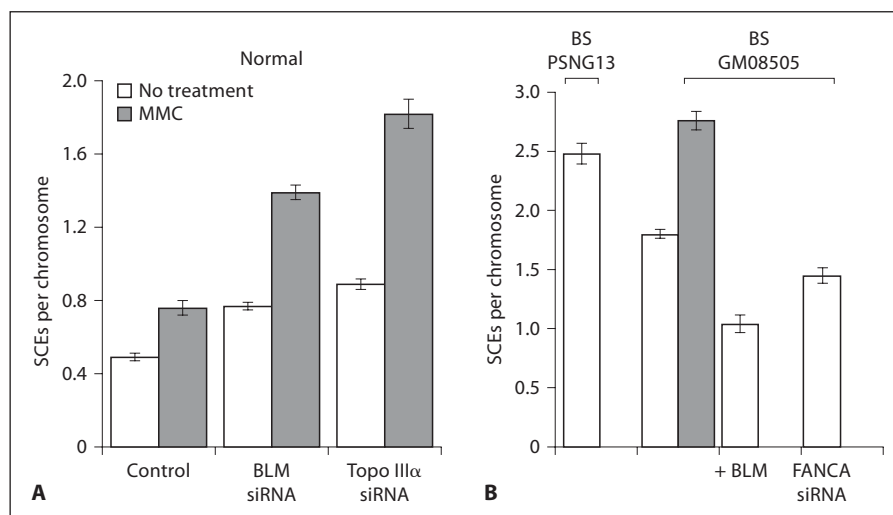 Normal
No treatment
MMC
SCEs per chromosome
2.0
1.6
1.2
0.8
0.4
0
Control
BLM
siRNA
Topo IIIα
siRNA
A
BS
PSNG13
BS
GM08505
SCEs per chromosome
3.0
2.5
2.0
1.5
1.0
0.5
0
+ BLM
FANCA
siRNA
B